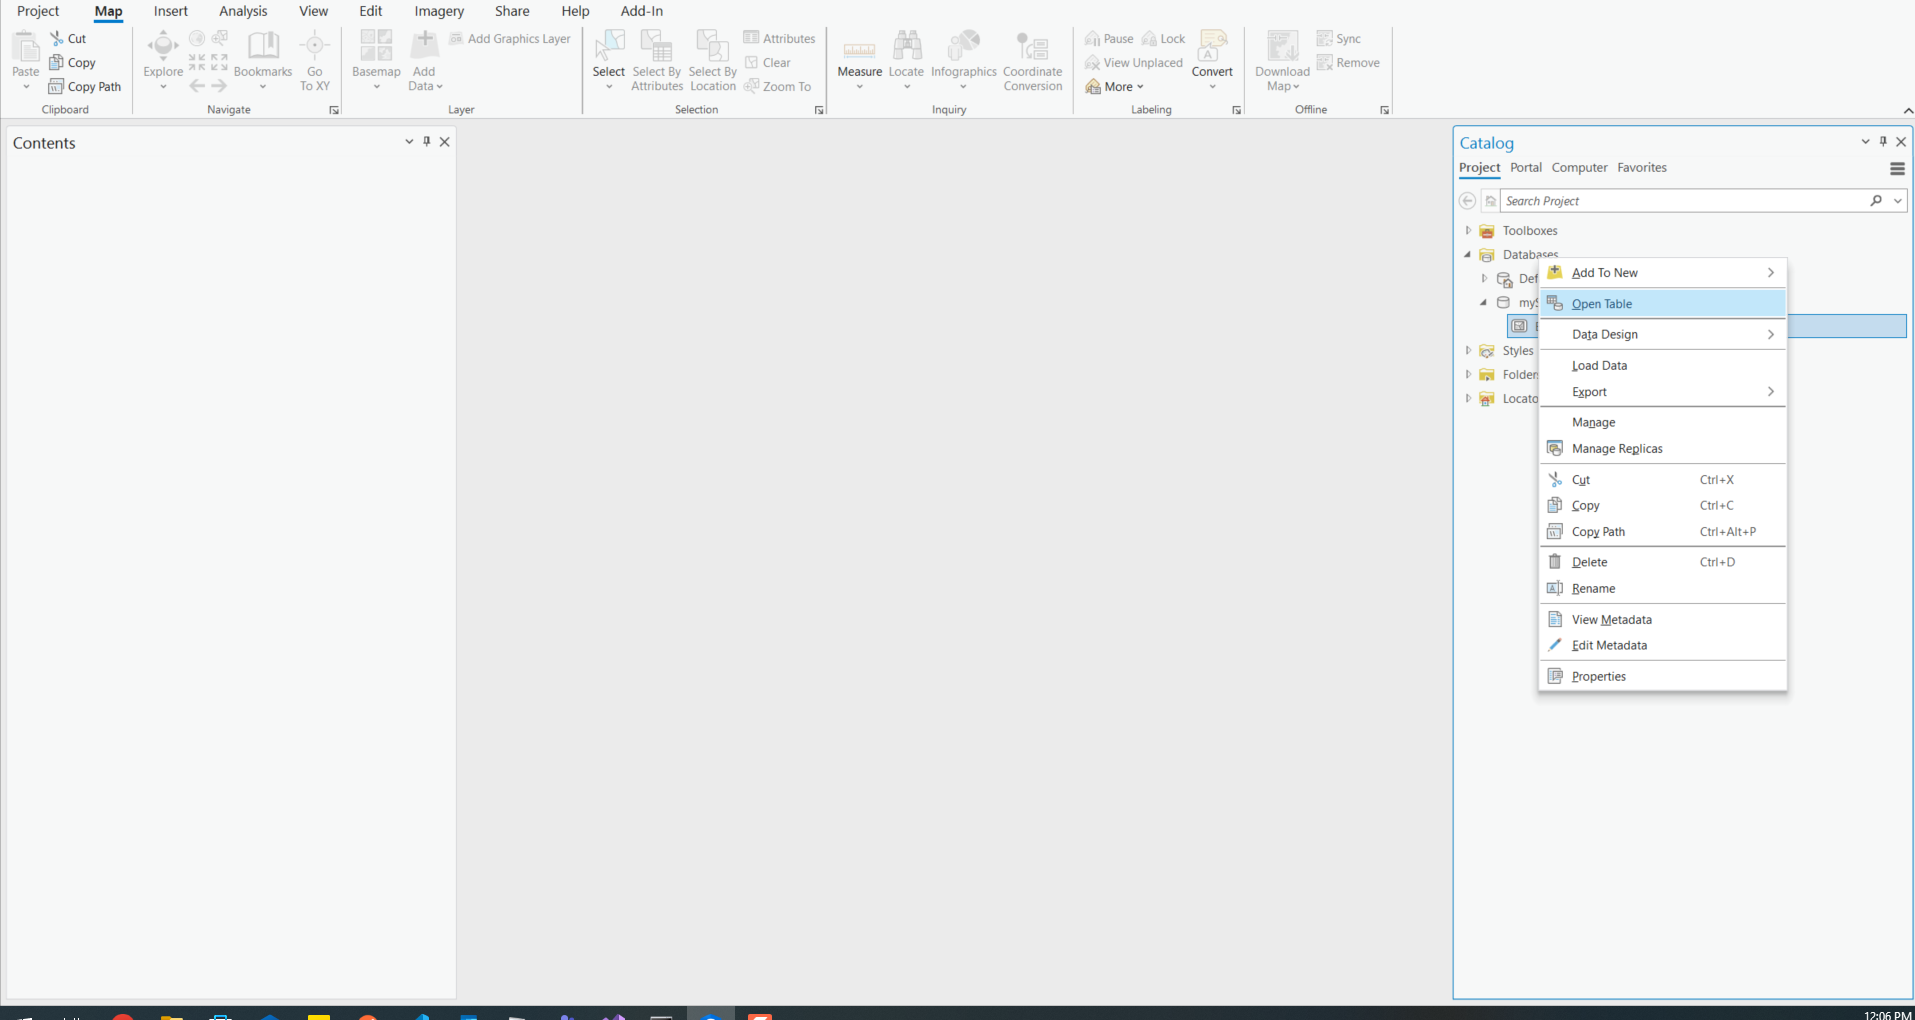 Project Map Insert Analysis View Edit Imagery Share Help Add-In
Paste
Cut
Copy
Copy Path
Clipboard
Explore
Bookmarks
Go
To XY
Navigate
Basemap
Add
Data
Add Graphics Layer
Layer
Select
Select By
Attributes
Select By
Location
Attributes
Clear
Zoom To
Selection
Measure
Locate
Infographics
Coordinate
Conversion
Inquiry
Pause
Lock
View Unplaced
More
Convert
Labeling
Download
Map
Sync
Remove
Offline
Contents
Catalog
Project Portal Computer Favorites
Search Project
Toolboxes
Databases
Styles
Add To New
Open Table
Data Design
Load Data
Export
Manage
Manage Replicas
Cut Ctrl+X
Copy Ctrl+C
Copy Path Ctrl+Alt+P
Delete Ctrl+D
Rename
View Metadata
Edit Metadata
Properties
12:06 PM